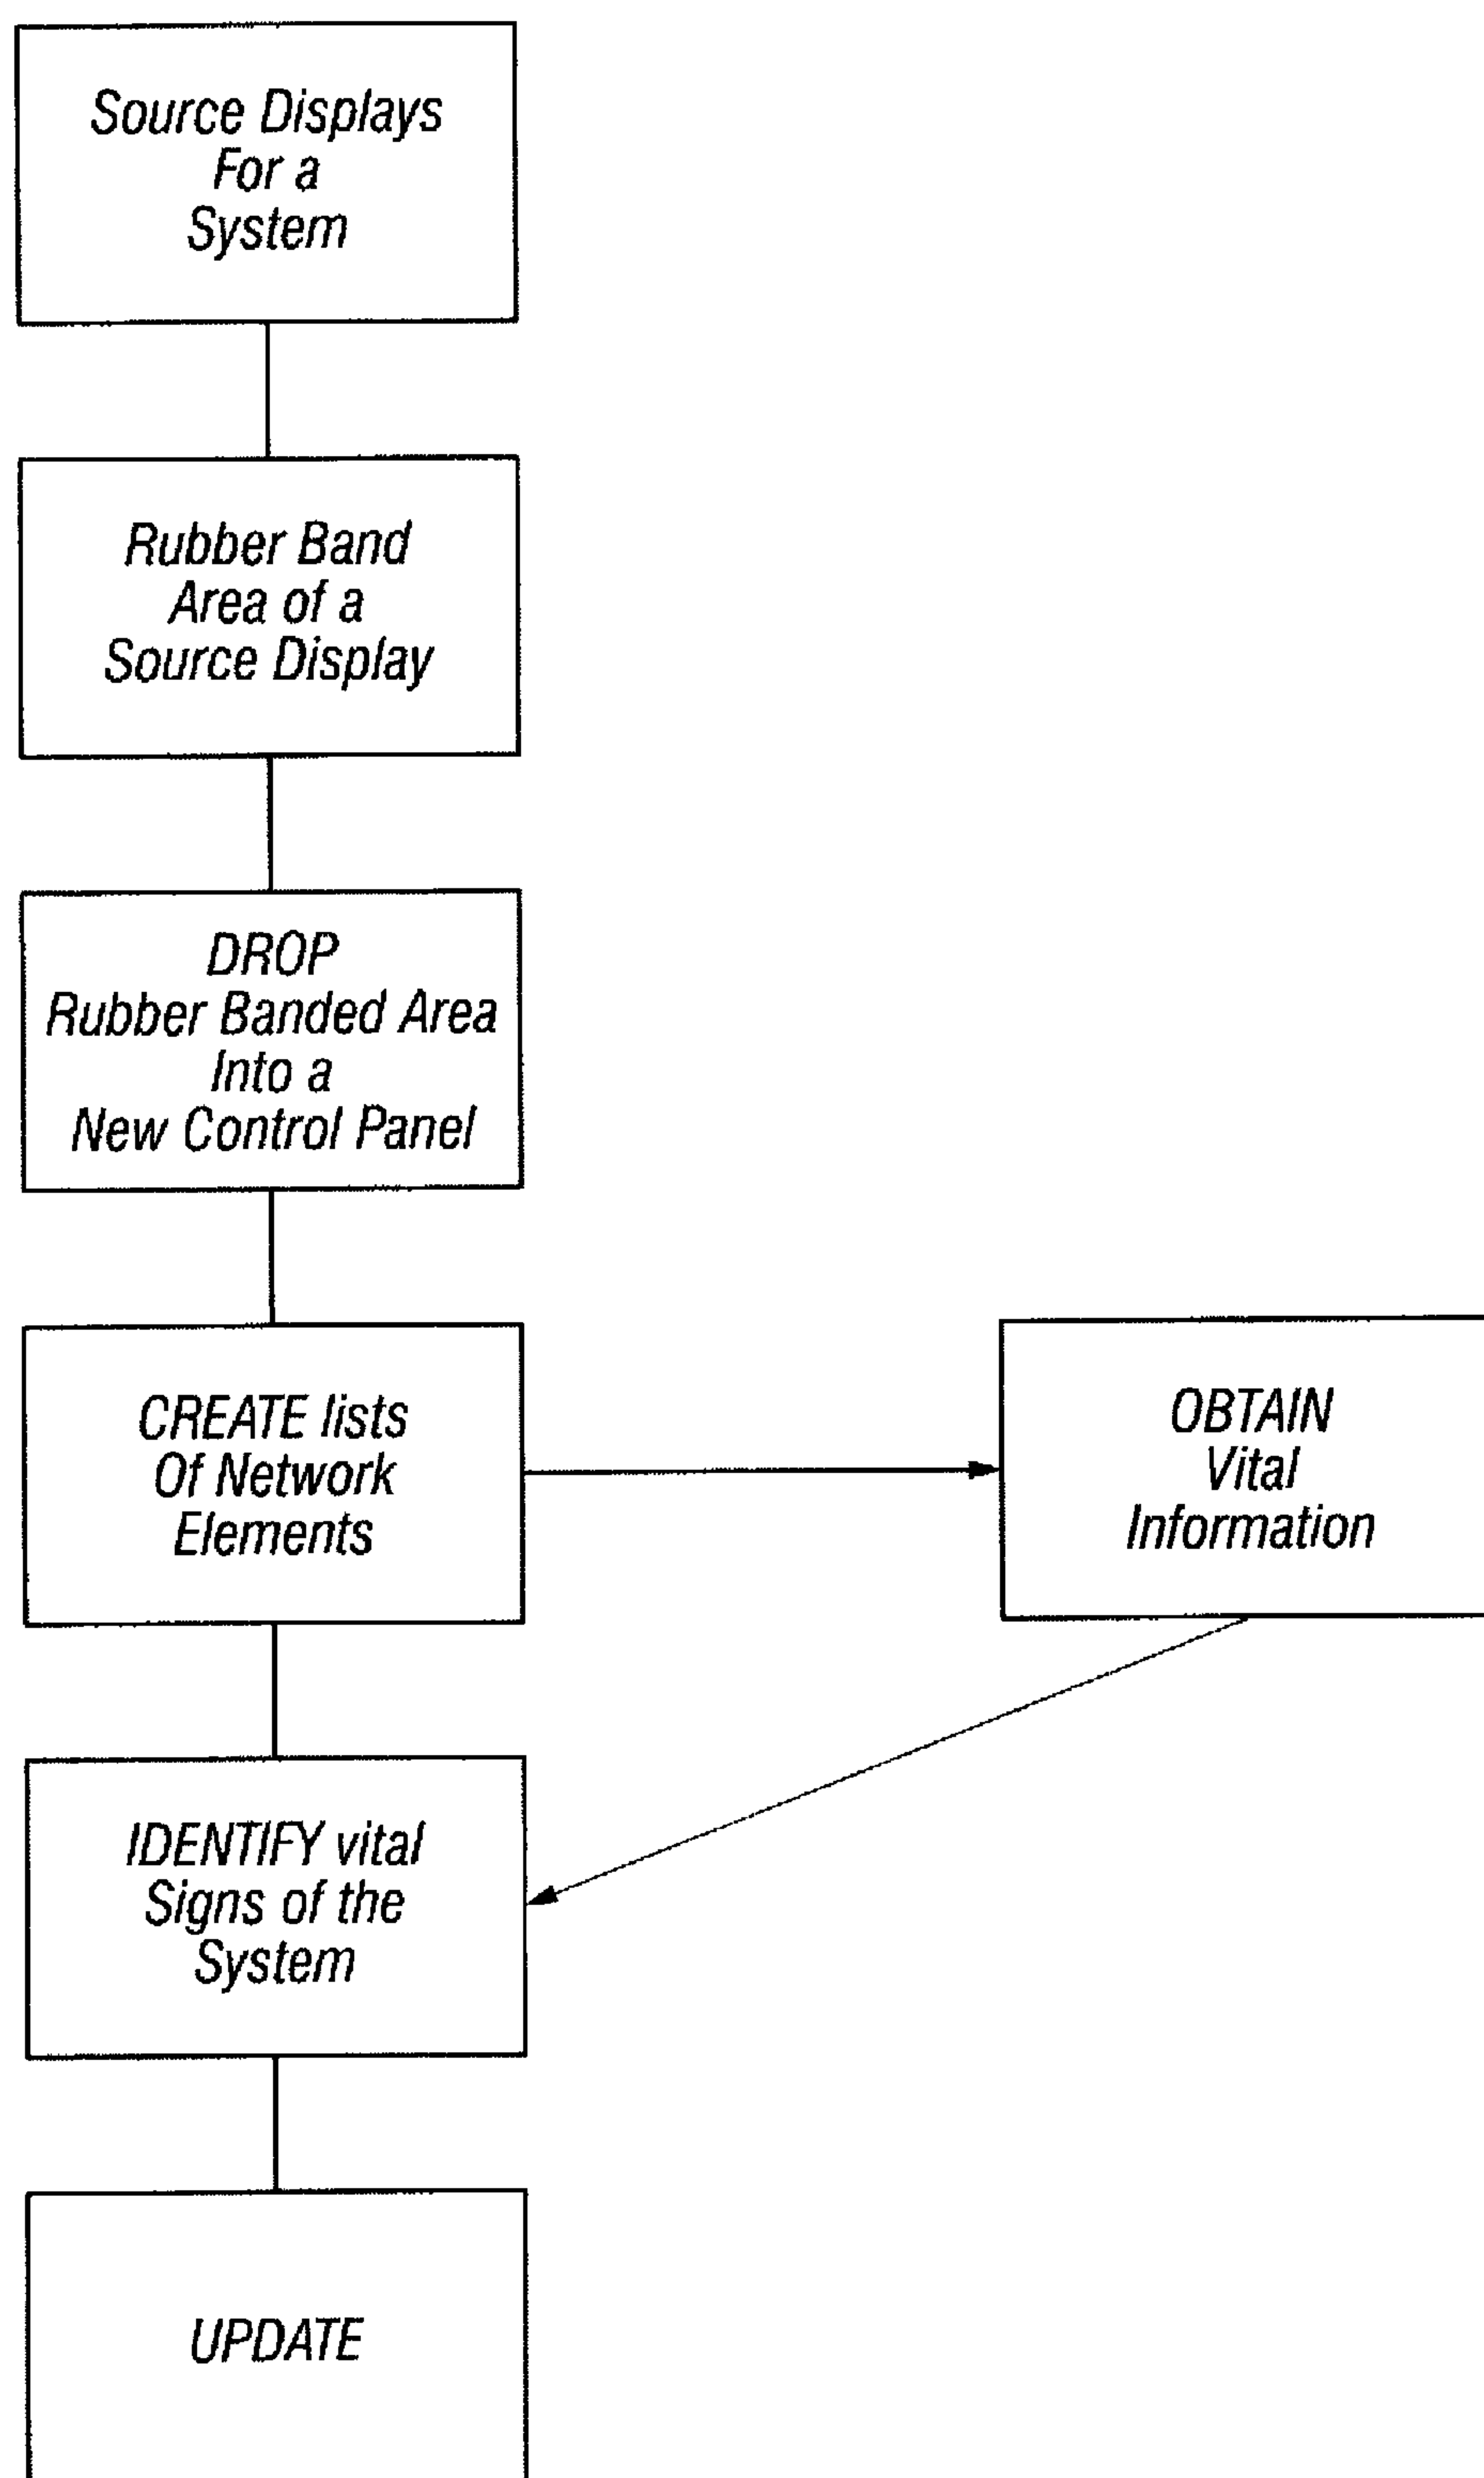 Source Displays
For a
System
Rubber Band
Area of a
Source Display
DROP
Rubber Banded Area
Into a
New Control Panel
CREATE lists
Of Network
Elements
OBTAIN
Vital
Information
IDENTIFY vital
Signs of the
System
UPDATE